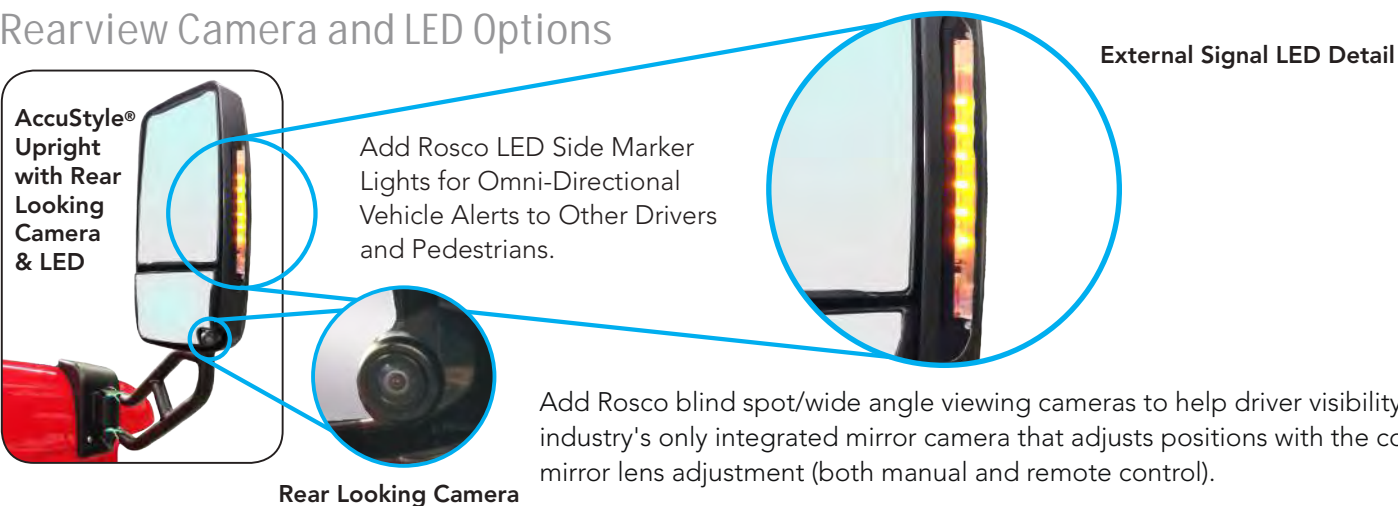 Rearview Camera and LED Options
External Signal LED Detail
AccuStyle®
Upright
with Rear
Looking
Camera
& LED
Add Rosco LED Side Marker
Lights for Omni-Directional
Vehicle Alerts to Other Drivers
and Pedestrians.
Add Rosco blind spot/wide angle viewing cameras to help driver visibility
industry's only integrated mirror camera that adjusts positions with the
mirror lens adjustment (both manual and remote control).
Rear Looking Camera